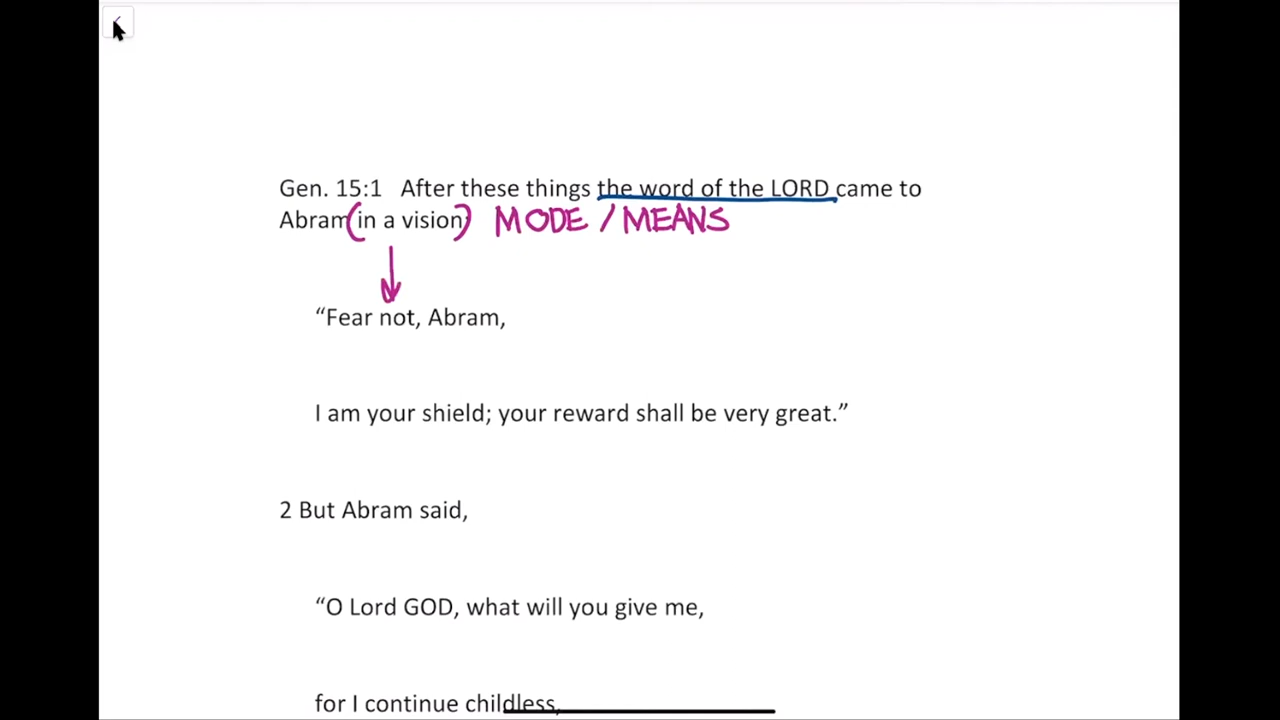 Gen. 15:1 After these things the word of the LORD came to
Abram (in a vision) MODE / MEANS
“Fear not, Abram,
I am your shield; your reward shall be very great.”
2 But Abram said,
“O Lord GOD, what will you give me,
for I continue childless,